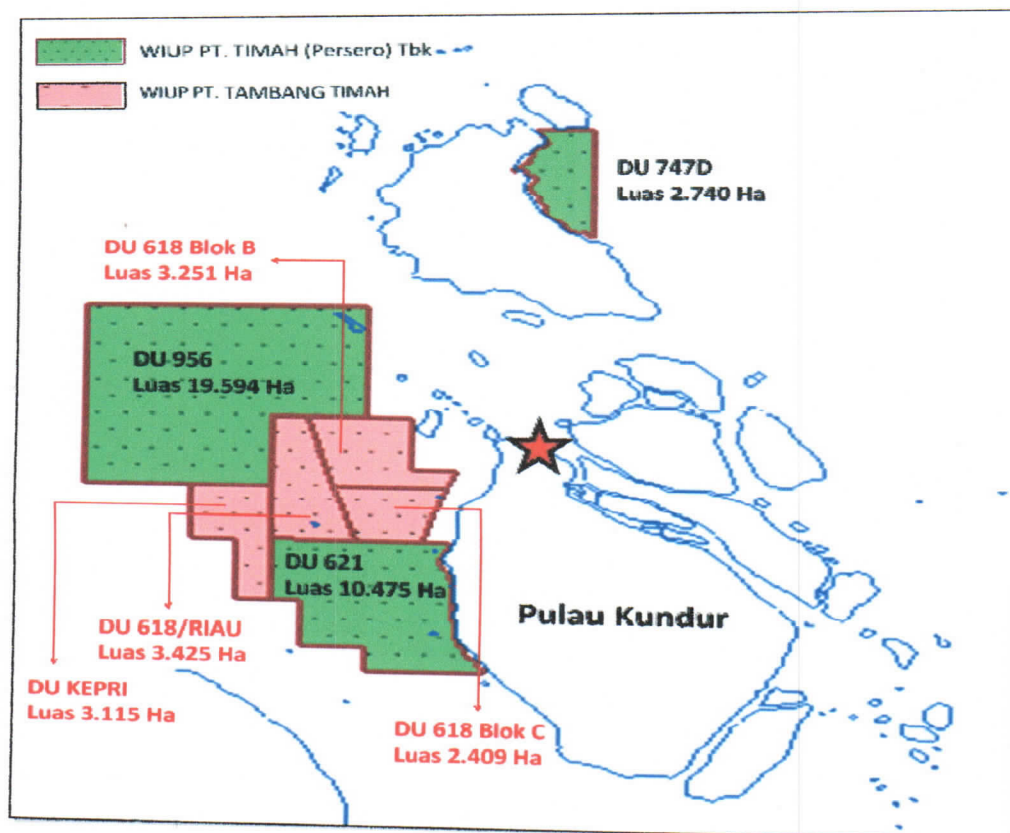 WIUP PT. TIMAH (Persero) Tbk
WIUP PT. TAMBANG TIMAH
DU 747D
Luas 2.740 Ha
DU 618 Blok B
Luas 3.251 Ha
DU 956
Luas 19.594 Ha
DU 621
Luas 10.475 Ha
Pulau Kundur
DU 618/RIAU
Luas 3.425 Ha
DU KEPRI
Luas 3.115 Ha
DU 618 Blok C
Luas 2.409 Ha